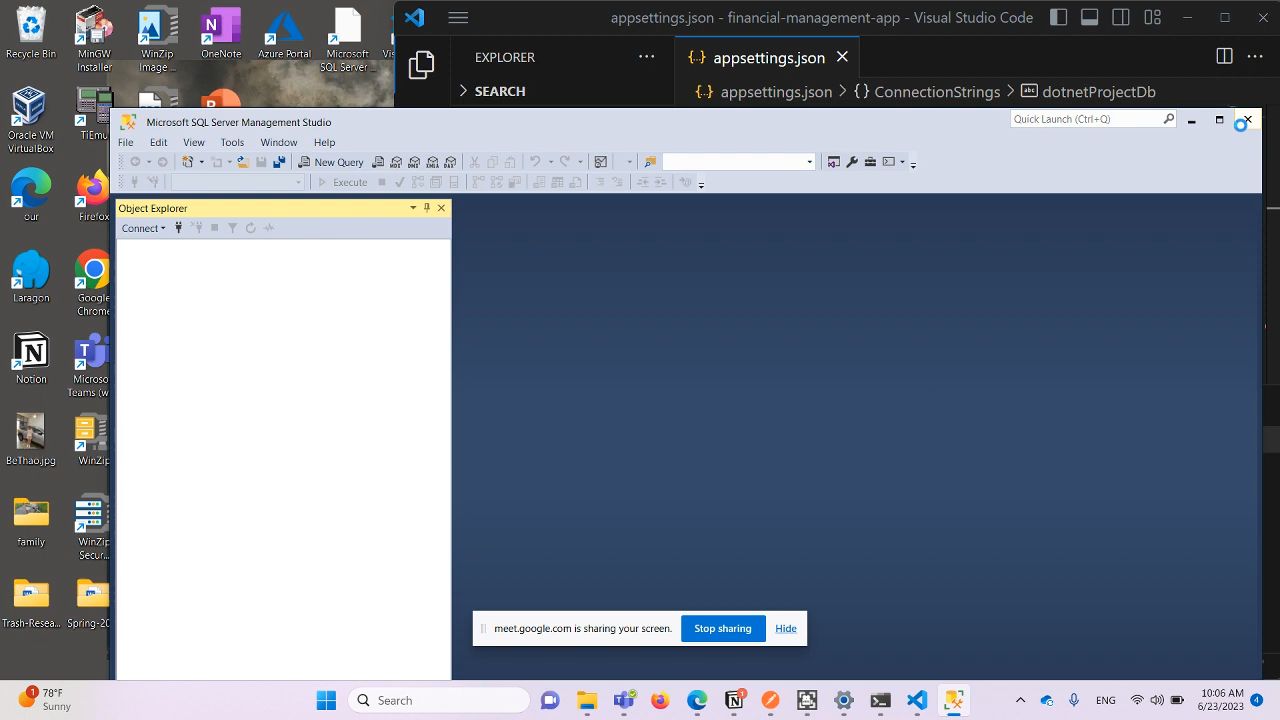 Recycle Bin
MinGW Installer
WinZip Image ...
OneNote
Azure Portal
Microsoft SQL Server ...
appsettings.json - financial-management-app - Visual Studio Code
EXPLORER
appsettings.json
SEARCH
appsettings.json > {} ConnectionStrings > dotnetProjectDb
Oracle VM VirtualBox
TiEmu
Microsoft SQL Server Management Studio
Quick Launch (Ctrl+Q)
File Edit View Tools Window Help
New Query
Execute
Object Explorer
Connect
our
Firefox
Laragon
Google Chrome
Notion
Microso
Teams (w
BeThao.jpg
WinZip
family
WinZip
Secur...
Trash-Resea...
Spring-20
meet.google.com is sharing your screen.
Stop sharing
Hide
1
78°F
Sunny
Search
1
ENG
10:06 AM
6/23/2023
4